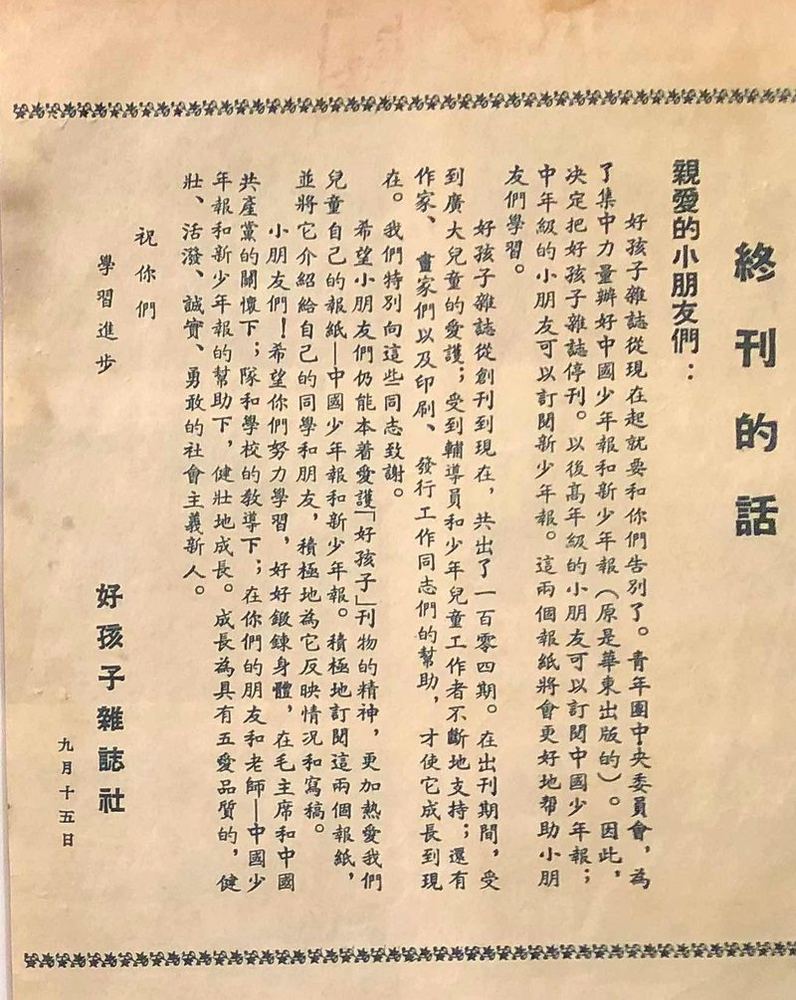 終刊的話
親愛的小朋友們：
好孩子雜誌從現在起就要和你們告別了。青年團中央委員會，為
了集中力量辦好中國少年報和新少年報（原是華東出版的）。因此，
決定把好孩子雜誌停刊。以後高年級的小朋友可以訂閱中國少年報；
中年級的小朋友可以訂閱新少年報。這兩個報紙將會更好地幫助小朋
友們學習。
好孩子雜誌從創刊到現在，共出了一百零四期。在出刊期間，受
到廣大兒童的愛護；受到輔導員和少年兒童工作者不斷地支持；還有
作家、畫家們以及印刷、發行工作同志們的幫助，才使它成長到現
在。我們特別向這些同志致謝。
希望小朋友們仍能本着愛護「好孩子」刊物的精神，更加熱愛我們
兒童自己的報紙—中國少年報和新少年報。積極地訂閱這兩個報紙，
並將它介紹給自己的同學和朋友，積極地為它反映情況和寫稿。
小朋友們！希望你們努力學習，好好鍛鍊身體，在毛主席和中國
共產黨的關懷下；隊和學校的教導下；在你們的朋友和老師—中國少
年報和新少年報的幫助下，健壯地成長。成長為具有五愛品質的，健
壯、活潑、誠實、勇敢的社會主義新人。
祝你們
學習進步
好孩子雜誌社
九月十五日